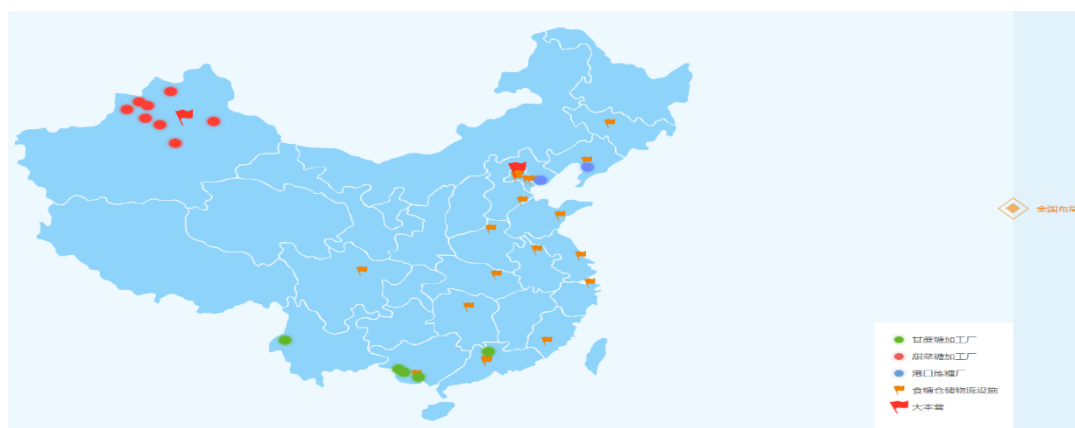 全国布局
甘蔗糖加工厂
甜菜糖加工厂
港口炼糖厂
食糖仓储物流设施
大本营